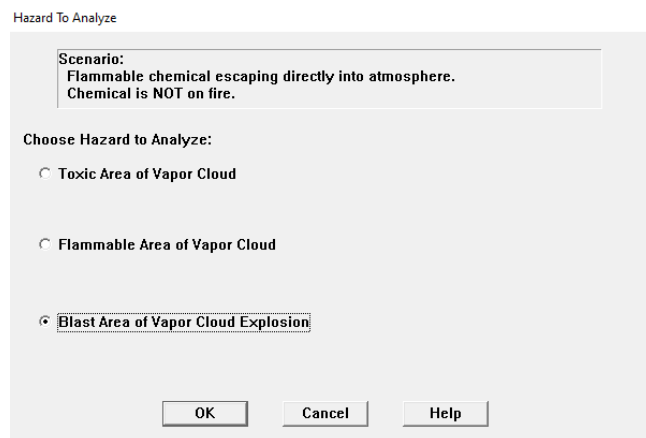 Hazard To Analyze
Scenario:
Flammable chemical escaping directly into atmosphere.
Chemical is NOT on fire.
Choose Hazard to Analyze:
Toxic Area of Vapor Cloud
Flammable Area of Vapor Cloud
Blast Area of Vapor Cloud Explosion
OK Cancel Help